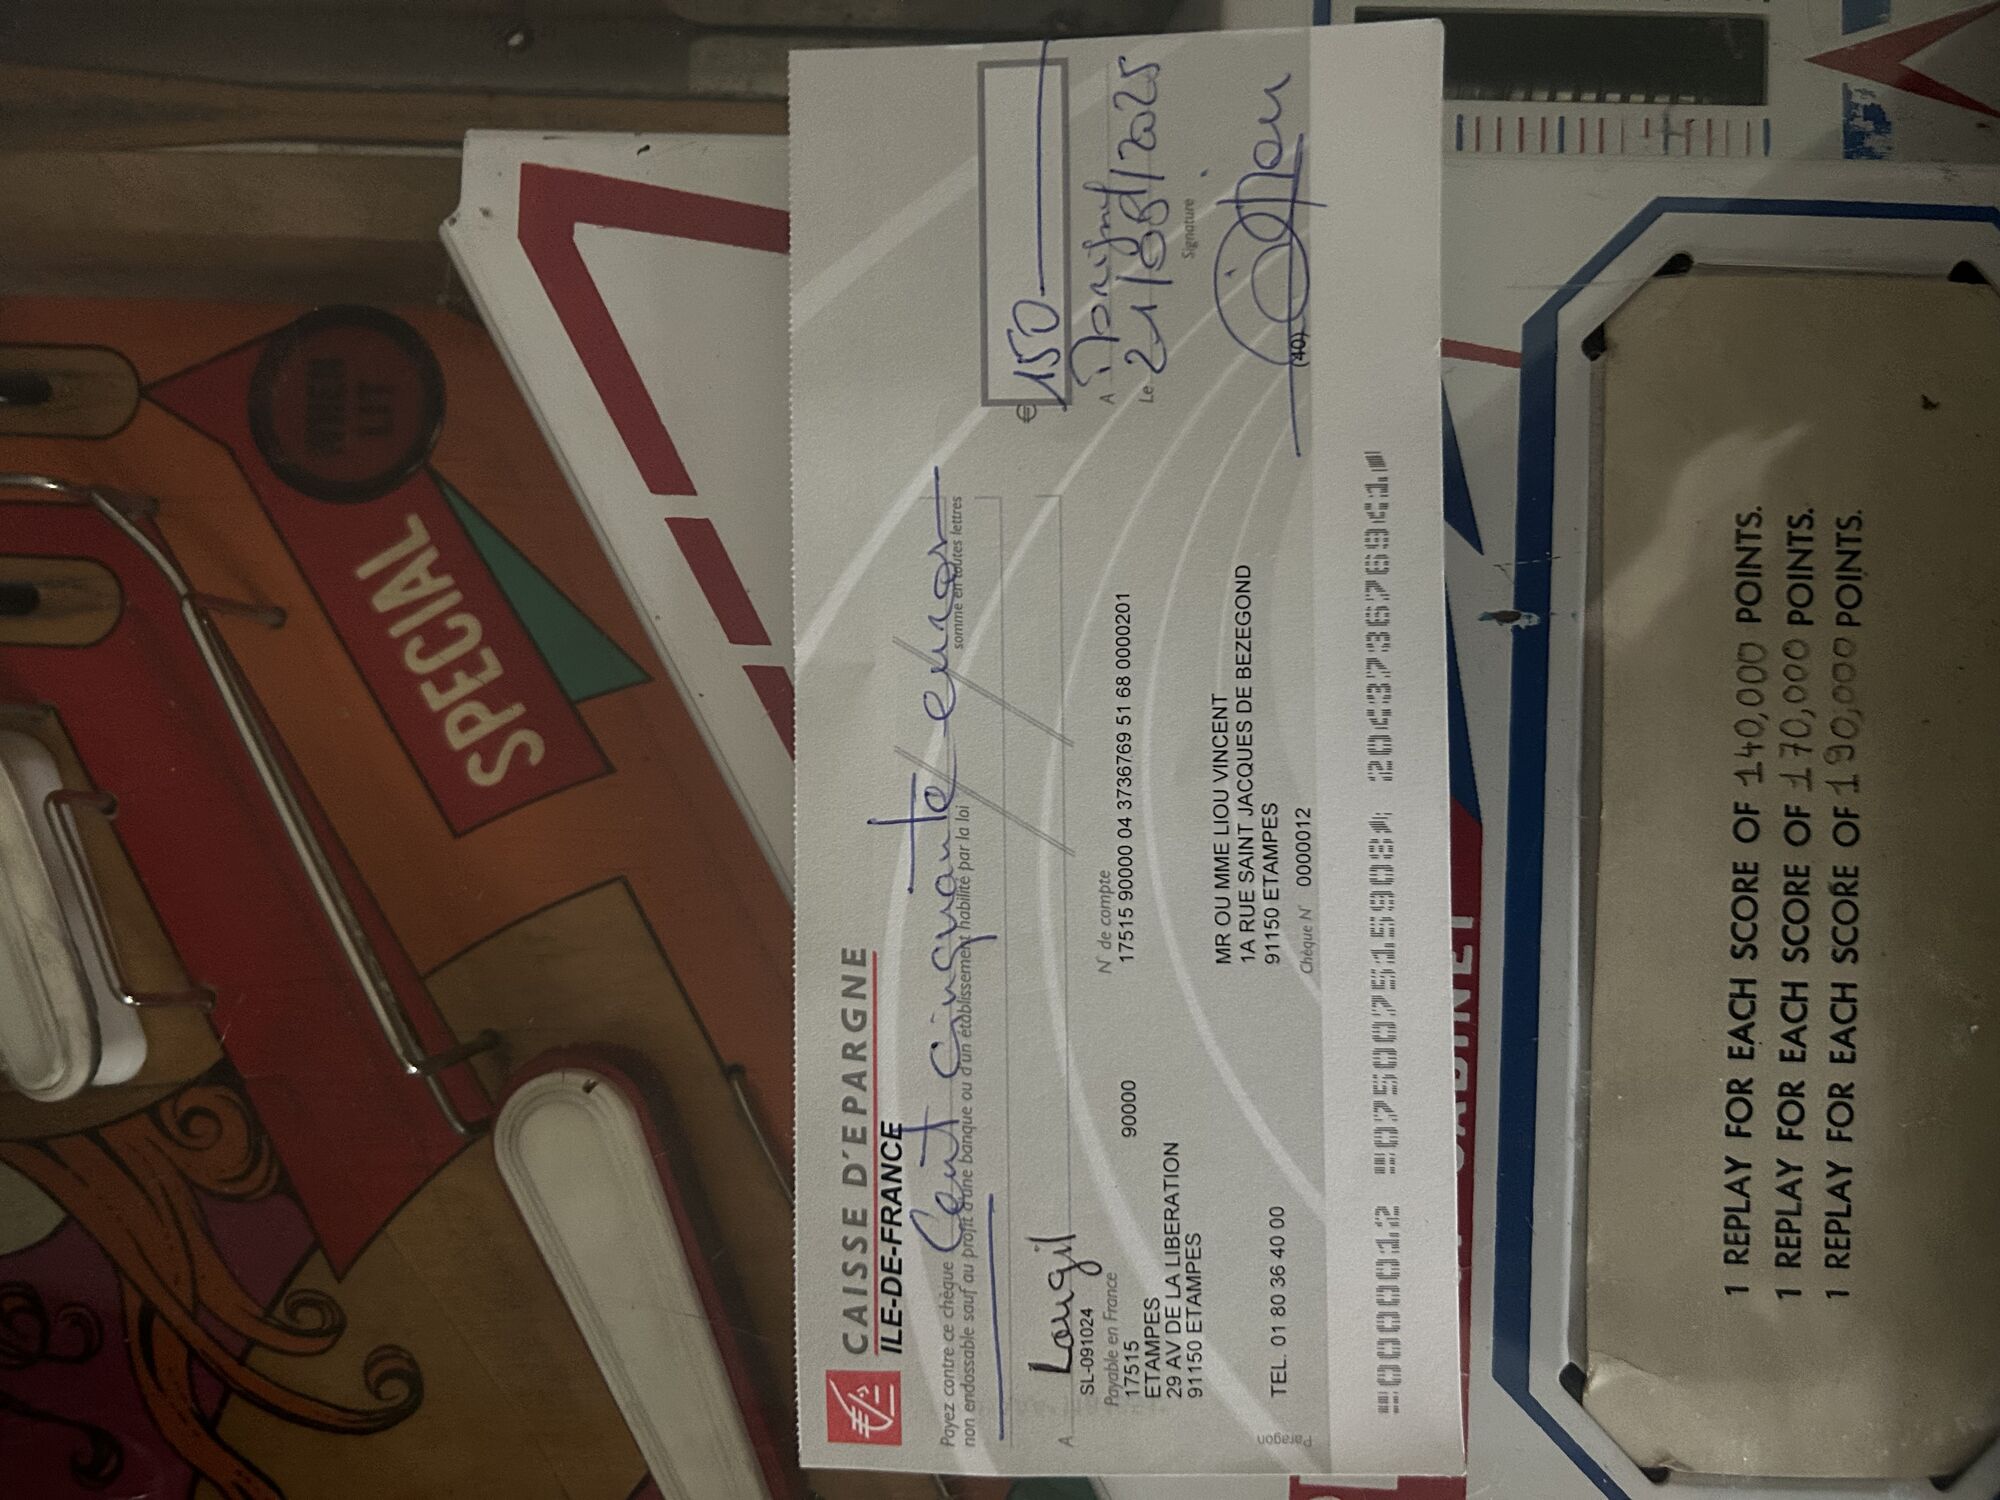 CAISSE D'EPARGNE
ILE-DE-FRANCE
Payez contre ce chèque Cent Cinquante euros
non endossable sauf au profit d'une banque ou d'un établissement habilité par la loi
somme en toutes lettres
€ 150
A Lougil
SL-091024
A
Le 21/08/2025
Payable en France
17515
90000
ETAMPES
29 AV DE LA LIBERATION
91150 ETAMPES
TEL. 01 80 36 40 00
N° de compte
17515 90000 04 3736769 51 68 0000201
Signature
MR OU MME LIOU VINCENT
1A RUE SAINT JACQUES DE BEZEGOND
91150 ETAMPES
Chèque N° 0000012
(40)
Paragon
SPECIAL
WHEN
LIT
1 REPLAY FOR EACH SCORE OF 140,000 POINTS.
1 REPLAY FOR EACH SCORE OF 170,000 POINTS.
1 REPLAY FOR EACH SCORE OF 190,000 POINTS.